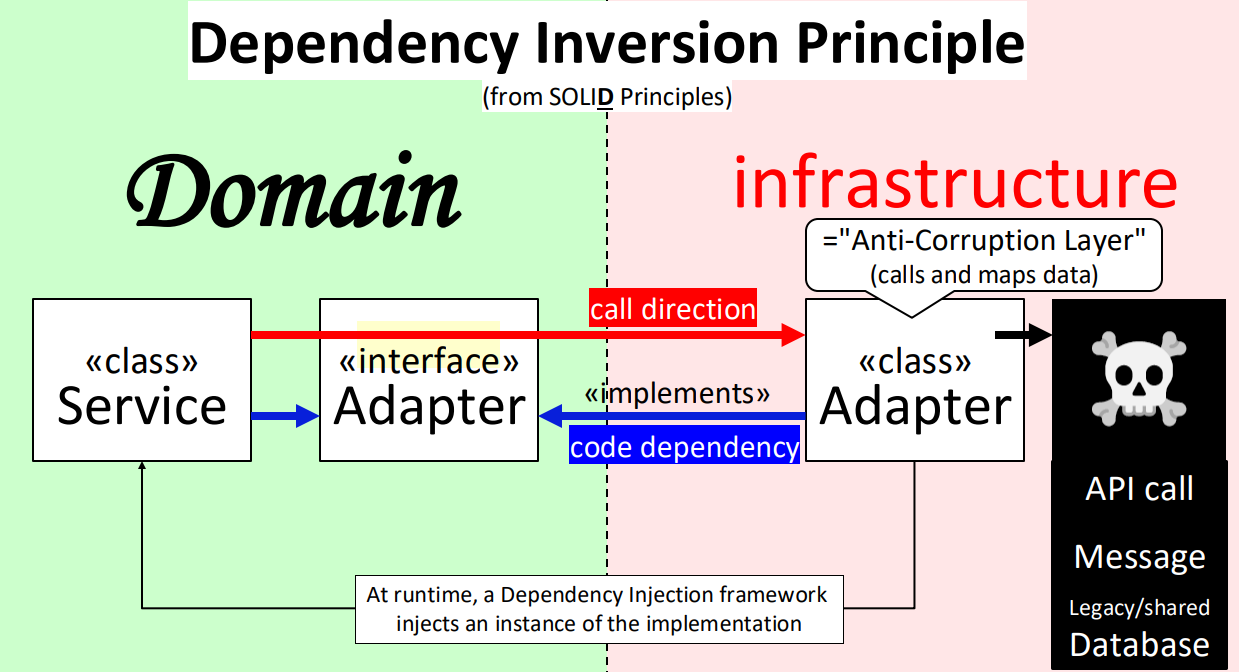 Dependency Inversion Principle
(from SOLID Principles)
Domain
infrastructure
="Anti-Corruption Layer"
(calls and maps data)
call direction
«class»
Service
«interface»
Adapter
«implements»
code dependency
«class»
Adapter
API call
Message
Legacy/shared
Database
At runtime, a Dependency Injection framework
injects an instance of the implementation